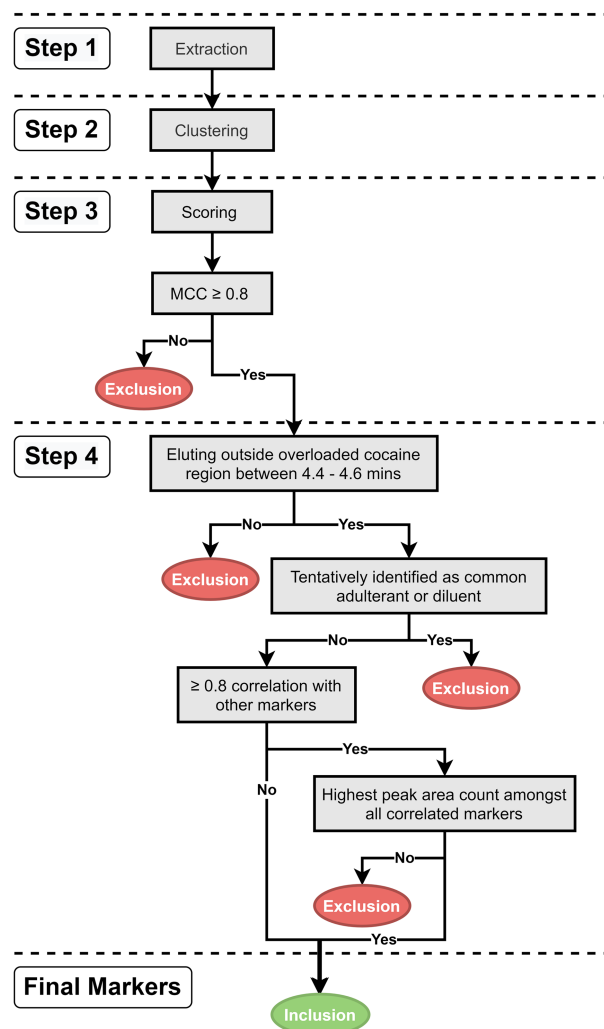 Step 1
Extraction
Step 2
Clustering
Step 3
Scoring
MCC ≥ 0.8
No
Exclusion
Yes
Step 4
Eluting outside overloaded cocaine
region between 4.4 - 4.6 mins
No
Yes
Exclusion
Tentatively identified as common
adulterant or diluent
No
Yes
Exclusion
≥ 0.8 correlation with
other markers
Yes
No
Highest peak area count amongst
all correlated markers
No
Exclusion
Yes
Final Markers
Inclusion